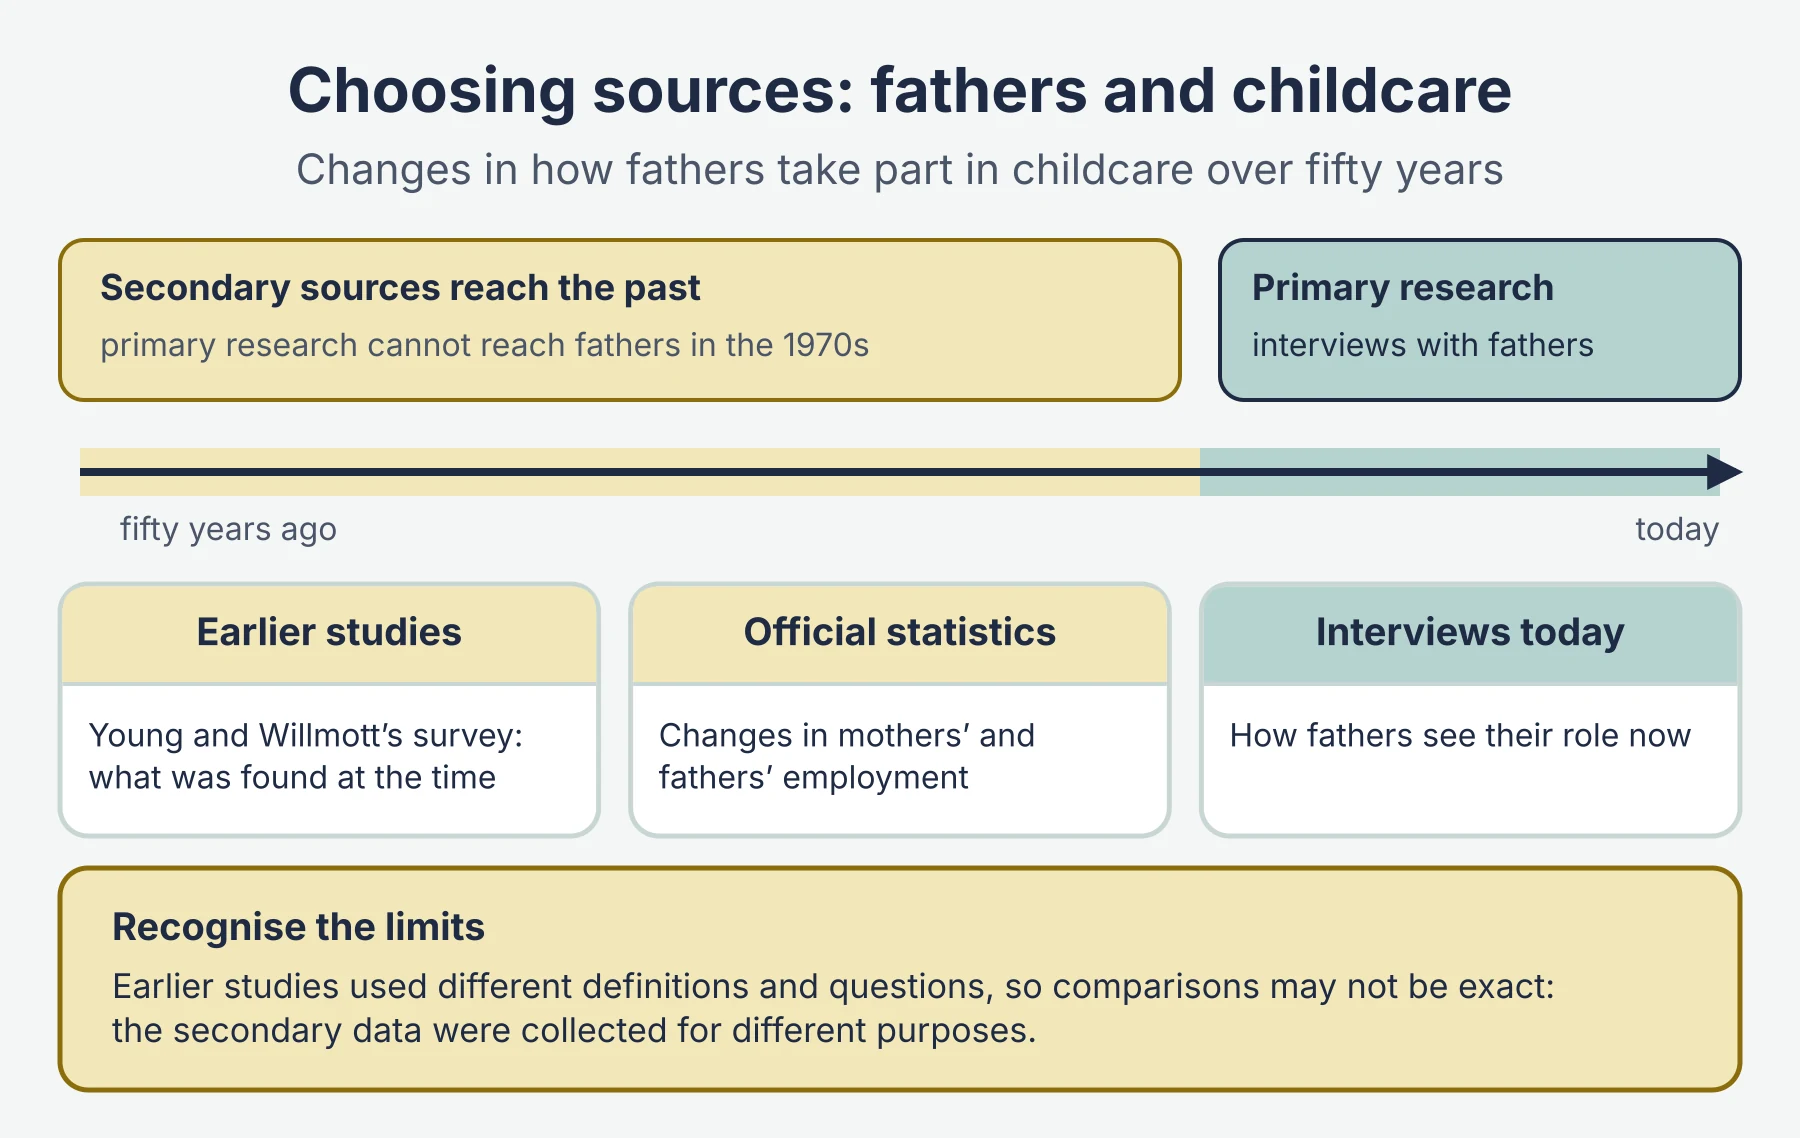 Choosing sources: fathers and childcare
Changes in how fathers take part in childcare over fifty years
Secondary sources reach the past
primary research cannot reach fathers in the 1970s
Primary research
interviews with fathers
fifty years ago
today
Earlier studies
Young and Willmott’s survey:
what was found at the time
Official statistics
Changes in mothers’ and
fathers’ employment
Interviews today
How fathers see their role now
Recognise the limits
Earlier studies used different definitions and questions, so comparisons may not be exact:
the secondary data were collected for different purposes.